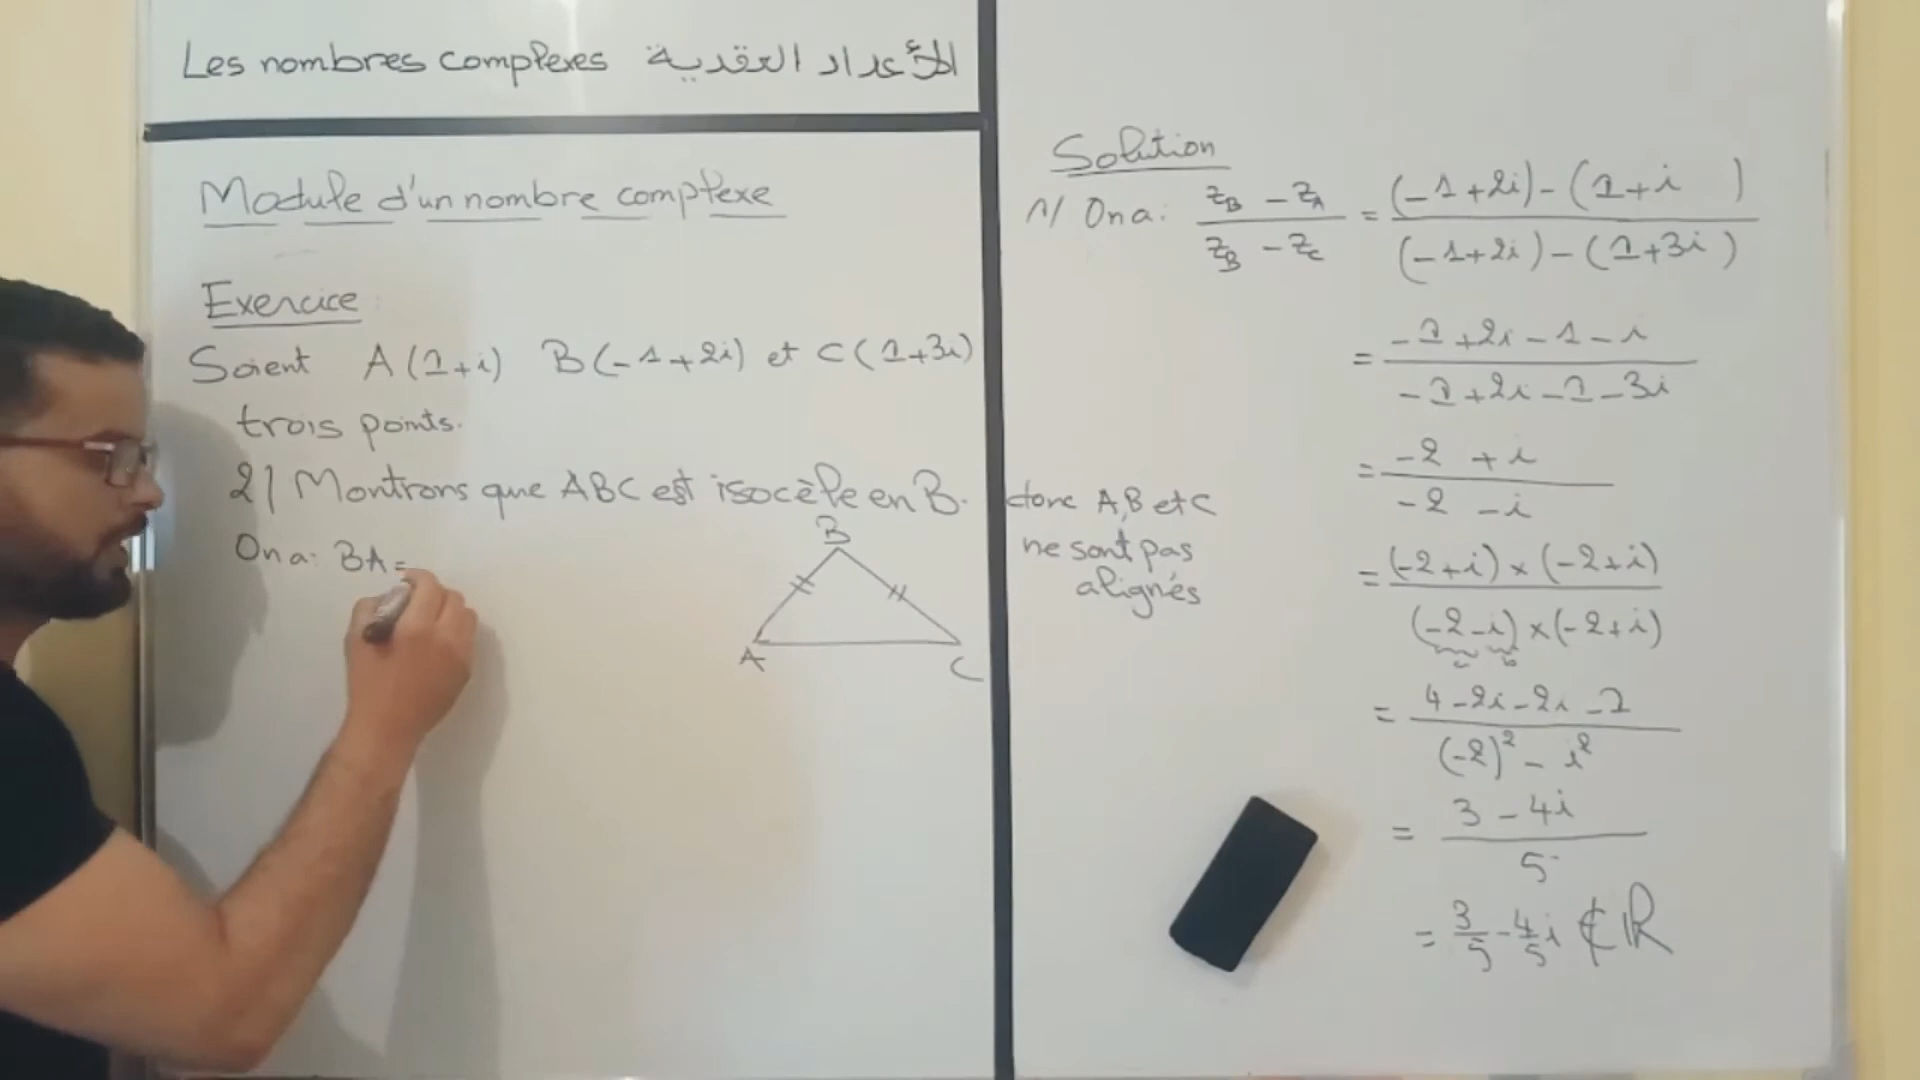 Les nombres complexes الأعداد العقدية
Module d'un nombre complexe
Exercice :
Soient A(1+i) B(-1+2i) et C(1+3i)
trois points.
2/ Montrons que ABC est isocèle en B.
On a: BA=
B
A
C
Solution
1/ On a: (z_B - z_A)/(z_B - z_C) = ((-1+2i)-(1+i))/((-1+2i)-(1+3i))
= (-1+2i-1-i)/(-1+2i-1-3i)
= (-2+i)/(-2-i)
= ((-2+i)×(-2+i))/((-2-i)×(-2+i))
= (4-2i-2i-1)/((-2)²-i²)
= (3-4i)/5
= 3/5-4/5i ∉ ℝ
donc A,B et C
ne sont pas
alignés